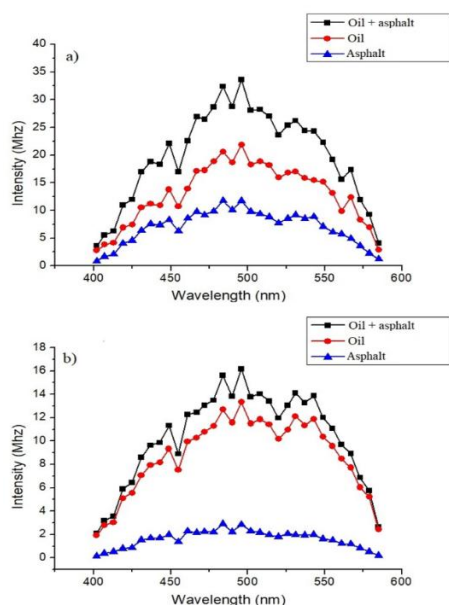 Oil + asphalt
Oil
Asphalt
a)
40
35
30
25
20
15
10
5
0
Intensity (Mhz)
400
450
500
550
600
Wavelength (nm)
Oil + asphalt
Oil
Asphalt
b)
18
16
14
12
10
8
6
4
2
0
Intensity (Mhz)
400
450
500
550
600
Wavelength (nm)